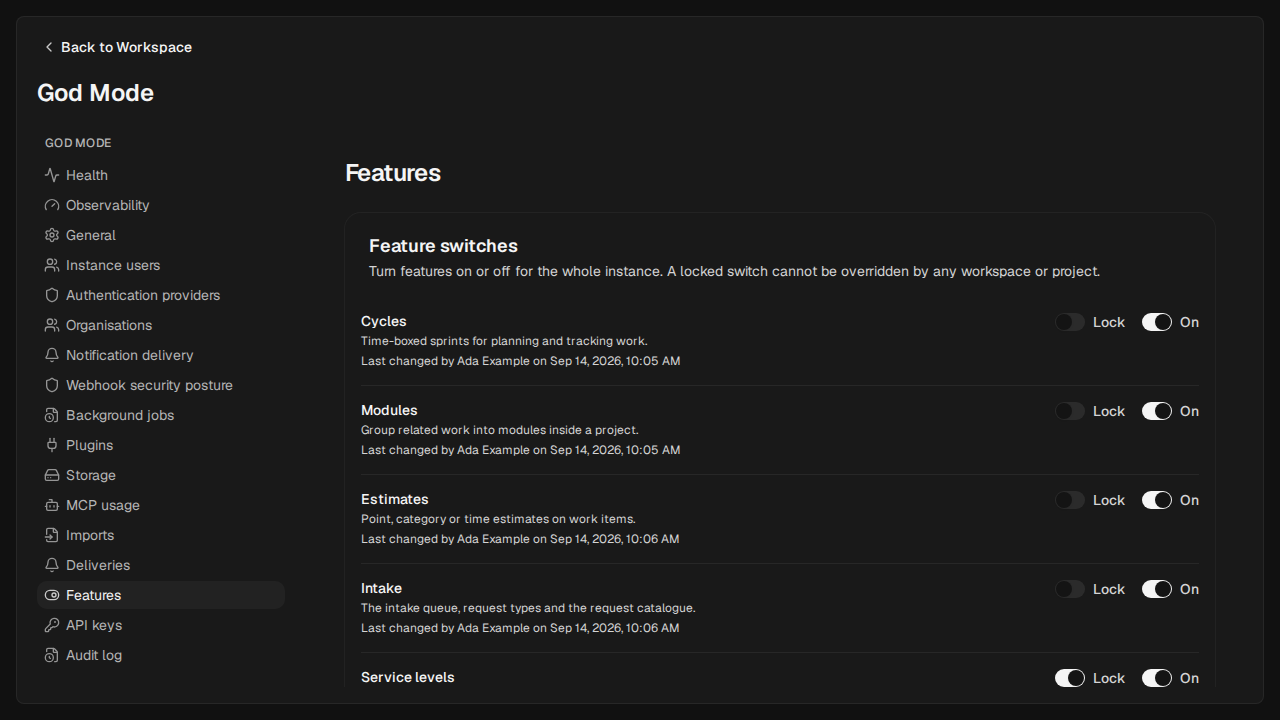 Back to Workspace
God Mode
GOD MODE
Health
Observability
General
Instance users
Authentication providers
Organisations
Notification delivery
Webhook security posture
Background jobs
Plugins
Storage
MCP usage
Imports
Deliveries
Features
API keys
Audit log
Features
Feature switches
Turn features on or off for the whole instance. A locked switch cannot be overridden by any workspace or project.
Cycles
Lock On
Time-boxed sprints for planning and tracking work.
Last changed by Ada Example on Sep 14, 2026, 10:05 AM
Modules
Lock On
Group related work into modules inside a project.
Last changed by Ada Example on Sep 14, 2026, 10:05 AM
Estimates
Lock On
Point, category or time estimates on work items.
Last changed by Ada Example on Sep 14, 2026, 10:06 AM
Intake
Lock On
The intake queue, request types and the request catalogue.
Last changed by Ada Example on Sep 14, 2026, 10:06 AM
Service levels
Lock On